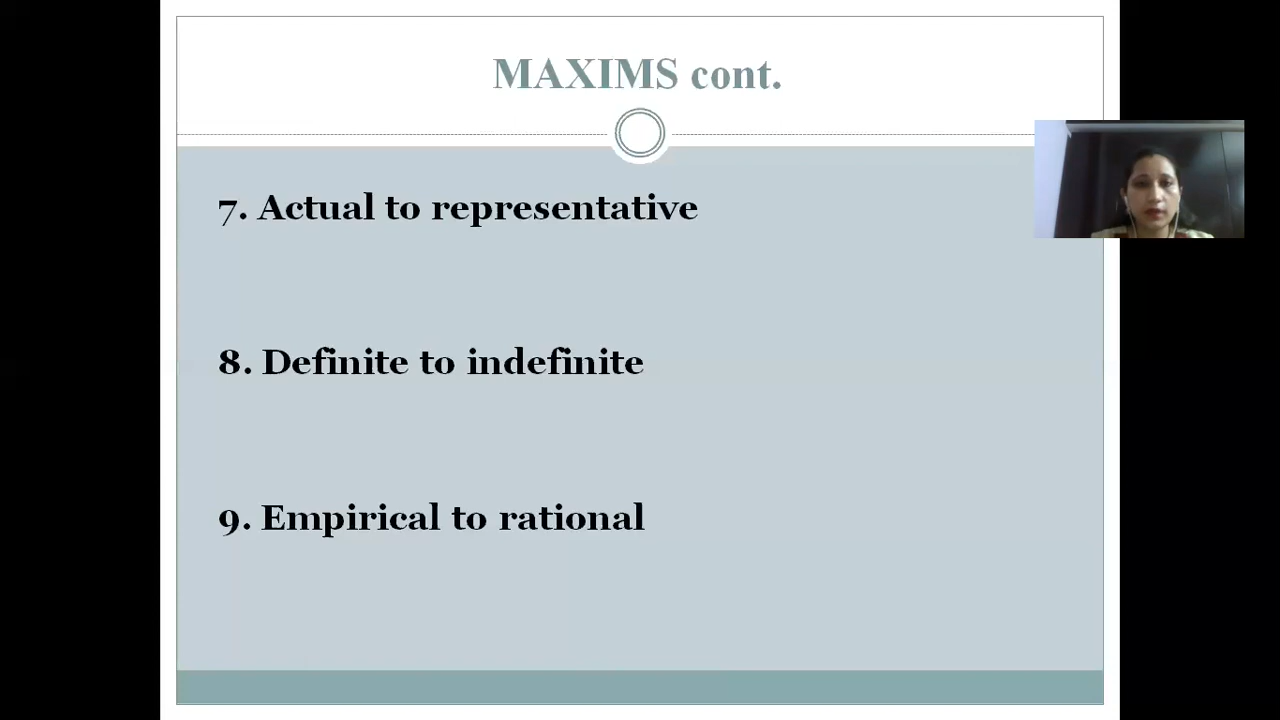 MAXIMS cont.
7. Actual to representative
8. Definite to indefinite
9. Empirical to rational